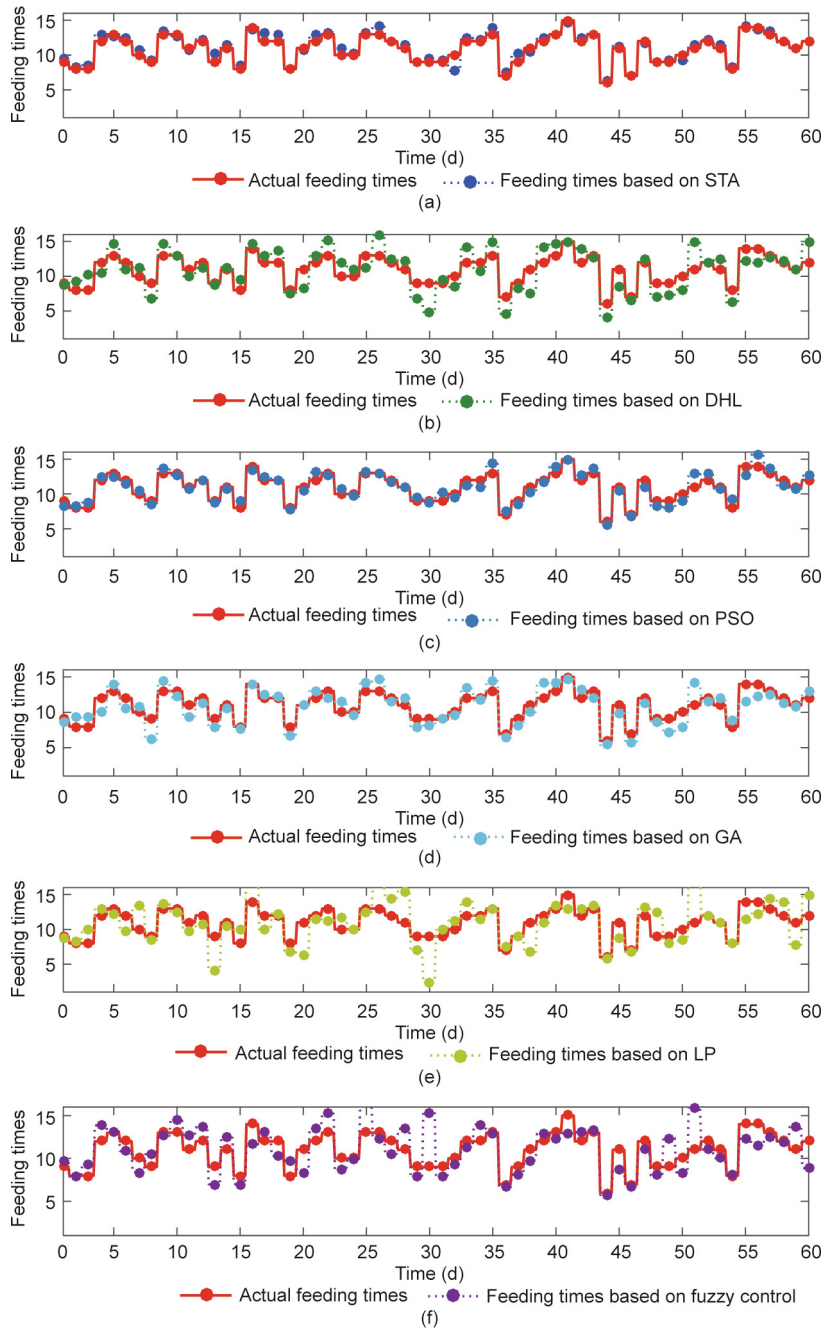 Feeding times
15
10
5
0 5 10 15 20 25 30 35 40 45 50 55 60
Time (d)
Actual feeding times Feeding times based on STA
(a)
Feeding times
15
10
5
0 5 10 15 20 25 30 35 40 45 50 55 60
Time (d)
Actual feeding times Feeding times based on DHL
(b)
Feeding times
15
10
5
0 5 10 15 20 25 30 35 40 45 50 55 60
Time (d)
Actual feeding times Feeding times based on PSO
(c)
Feeding times
15
10
5
0 5 10 15 20 25 30 35 40 45 50 55 60
Time (d)
Actual feeding times Feeding times based on GA
(d)
Feeding times
15
10
5
0 5 10 15 20 25 30 35 40 45 50 55 60
Time (d)
Actual feeding times Feeding times based on LP
(e)
Feeding times
15
10
5
0 5 10 15 20 25 30 35 40 45 50 55 60
Time (d)
Actual feeding times Feeding times based on fuzzy control
(f)